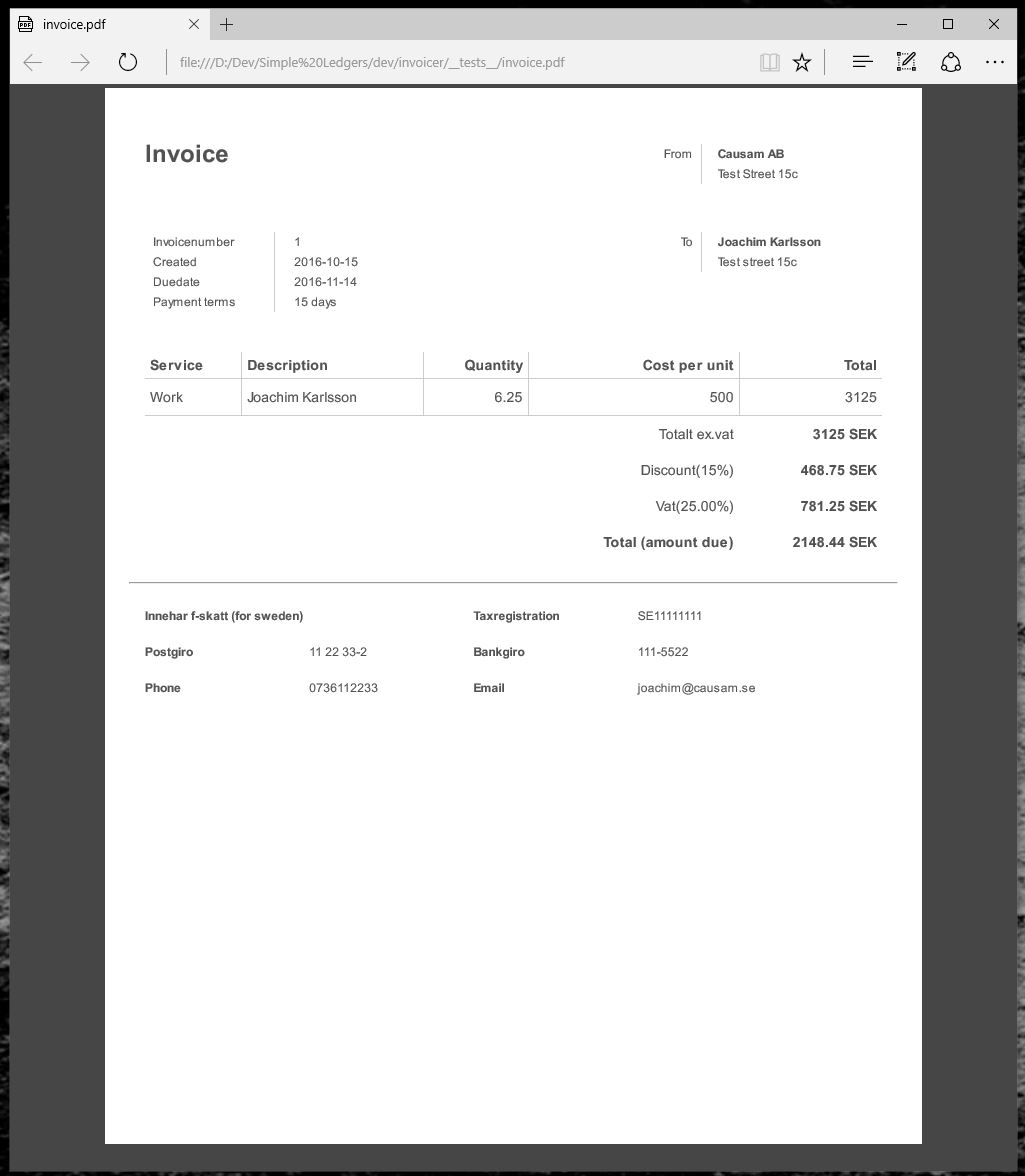 invoice.pdf
file:///D:/Dev/Simple%20Ledgers/dev/invoicer/__tests__/invoice.pdf
Invoice
From Causam AB
Test Street 15c
Invoicenumber 1
Created 2016-10-15
Duedate 2016-11-14
Payment terms 15 days
To Joachim Karlsson
Test street 15c
Service Description Quantity Cost per unit Total
Work Joachim Karlsson 6.25 500 3125
Totalt ex.vat 3125 SEK
Discount(15%) 468.75 SEK
Vat(25.00%) 781.25 SEK
Total (amount due) 2148.44 SEK
Innehar f-skatt (for sweden) Taxregistration SE11111111
Postgiro 11 22 33-2 Bankgiro 111-5522
Phone 0736112233 Email joachim@causam.se